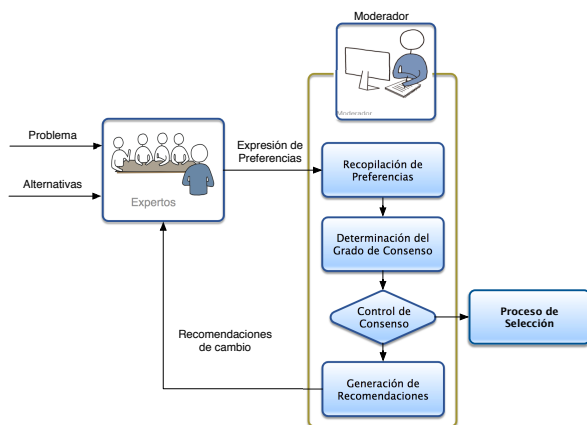 Moderador
Moderador
Problema
Alternativas
Expertos
Expresión de
Preferencias
Recopilación de
Preferencias
Determinación del
Grado de Consenso
Control de
Consenso
Proceso de
Selección
Recomendaciones
de cambio
Generación de
Recomendaciones